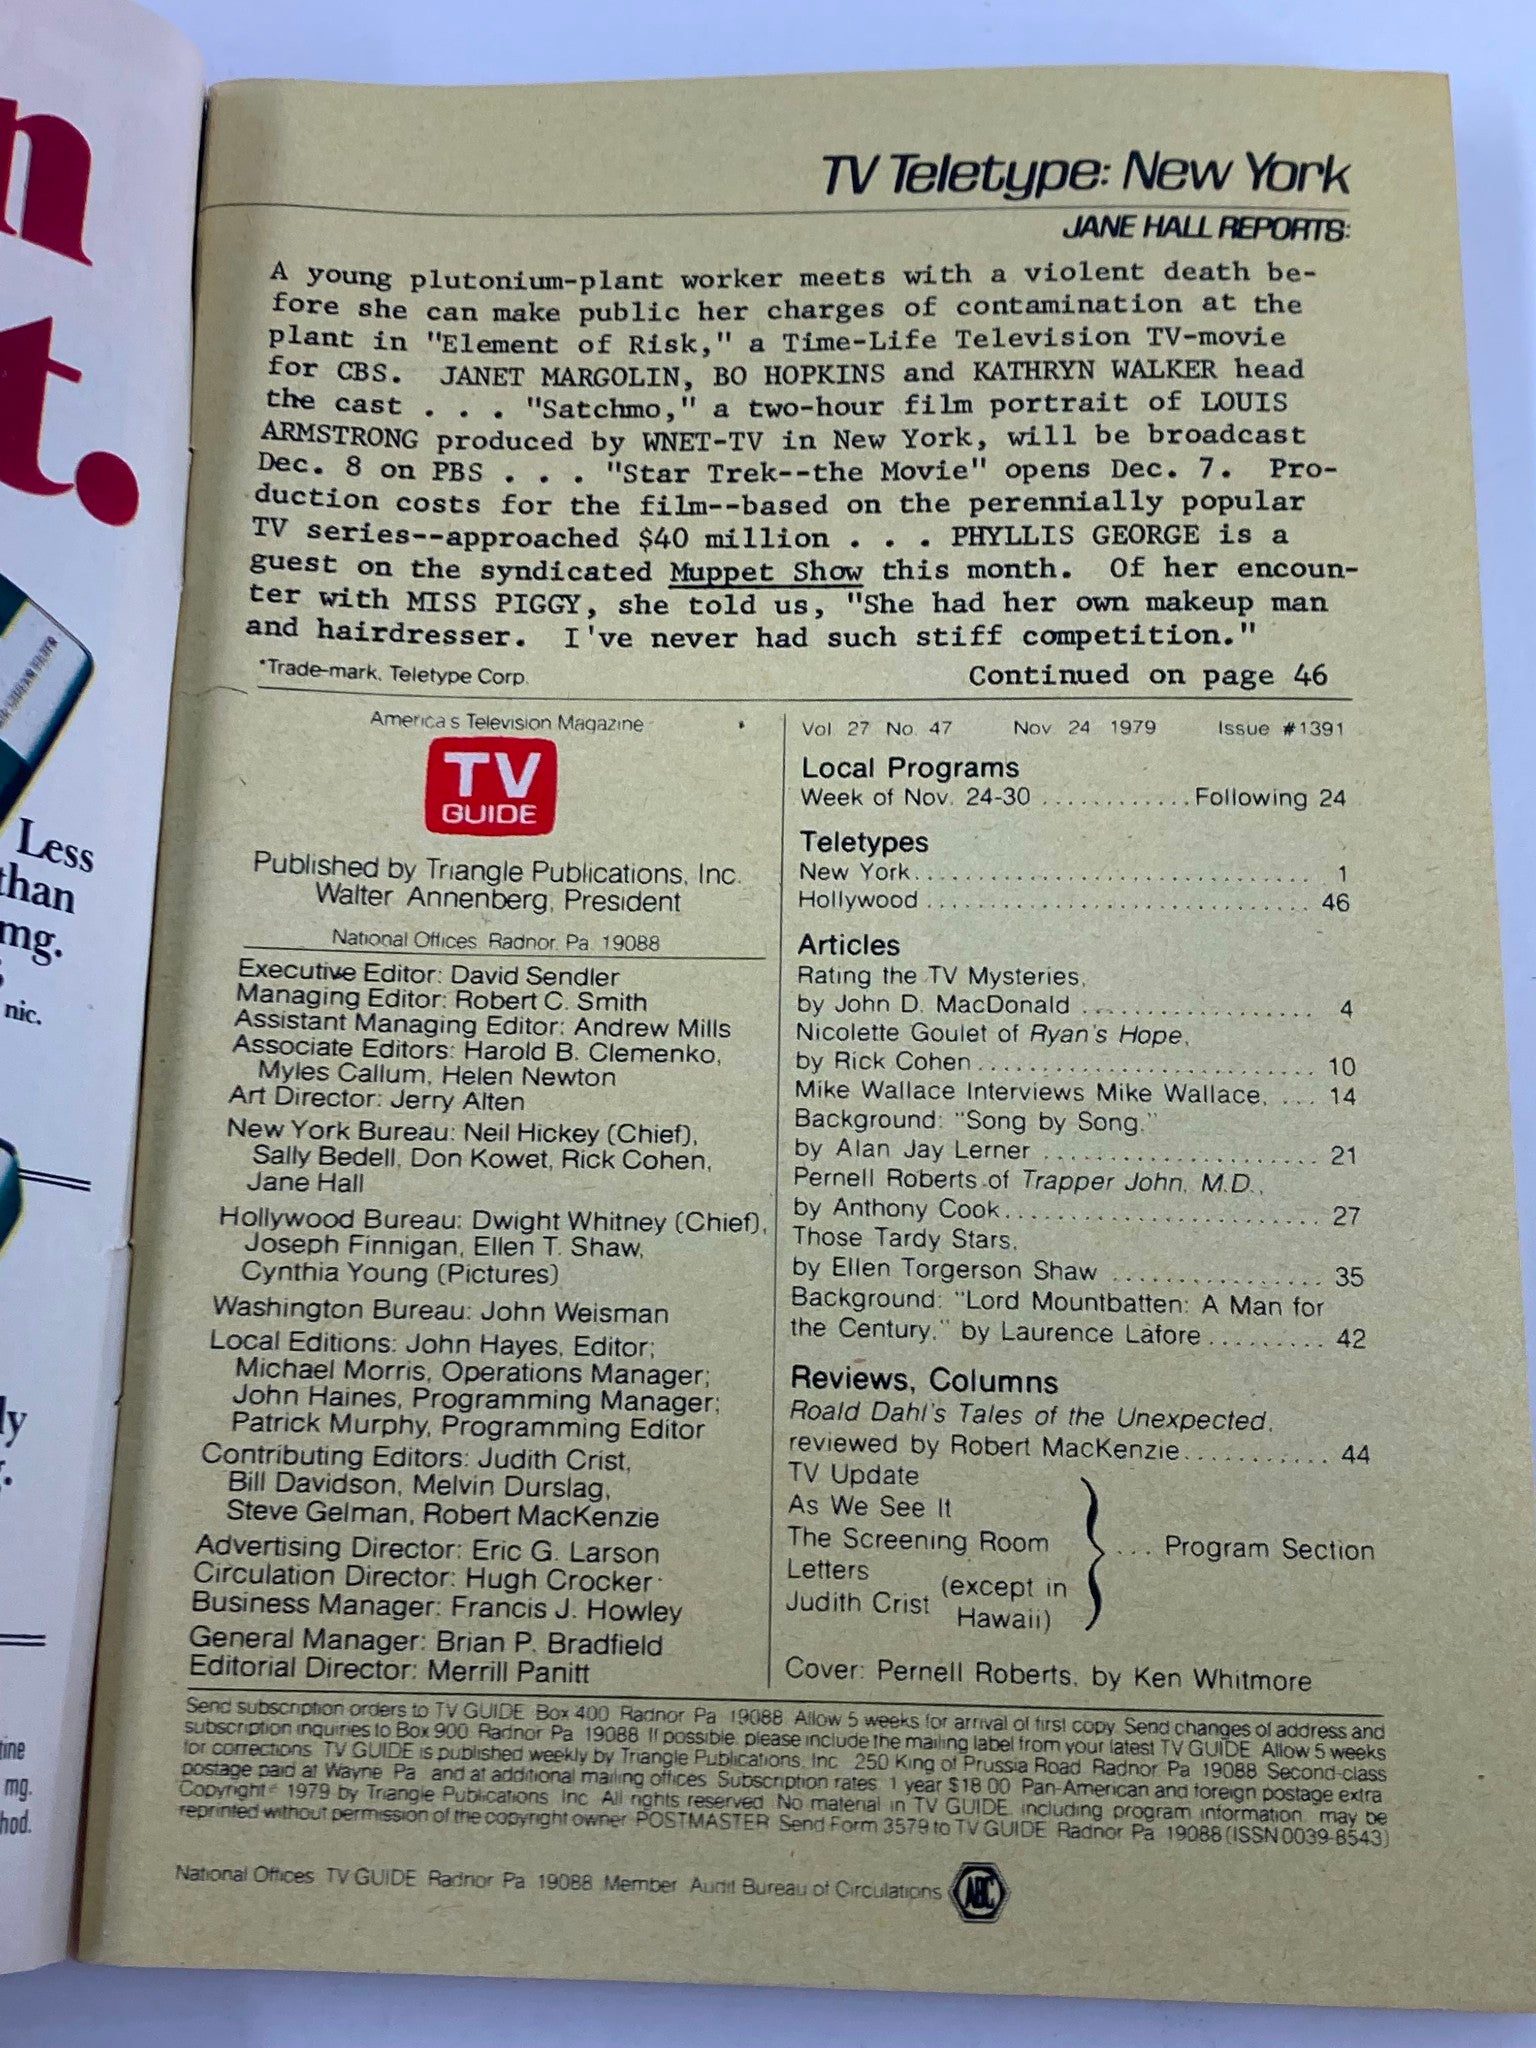 n
t.
Less
than
mg.
nic.
mg.
hod.
TV Teletype: New York
JANE HALL REPORTS:
A young plutonium-plant worker meets with a violent death be-
fore she can make public her charges of contamination at the
plant in "Element of Risk," a Time-Life Television TV-movie
for CBS. JANET MARGOLIN, BO HOPKINS and KATHRYN WALKER head
the cast . . . "Satchmo," a two-hour film portrait of LOUIS
ARMSTRONG produced by WNET-TV in New York, will be broadcast
Dec. 8 on PBS . . . "Star Trek--the Movie" opens Dec. 7. Pro-
duction costs for the film--based on the perennially popular
TV series--approached $40 million . . . PHYLLIS GEORGE is a
guest on the syndicated Muppet Show this month. Of her encoun-
ter with MISS PIGGY, she told us, "She had her own makeup man
and hairdresser. I've never had such stiff competition."
*Trade-mark, Teletype Corp.
Continued on page 46
America's Television Magazine
TV
GUIDE
Published by Triangle Publications, Inc.
Walter Annenberg, President
National Offices Radnor, Pa. 19088
Executive Editor: David Sendler
Managing Editor: Robert C. Smith
Assistant Managing Editor: Andrew Mills
Associate Editors: Harold B. Clemenko,
Myles Callum, Helen Newton
Art Director: Jerry Alten
New York Bureau: Neil Hickey (Chief),
Sally Bedell, Don Kowet, Rick Cohen,
Jane Hall
Hollywood Bureau: Dwight Whitney (Chief),
Joseph Finnigan, Ellen T. Shaw,
Cynthia Young (Pictures)
Washington Bureau: John Weisman
Local Editions: John Hayes, Editor;
Michael Morris, Operations Manager;
John Haines, Programming Manager;
Patrick Murphy, Programming Editor
Contributing Editors: Judith Crist,
Bill Davidson, Melvin Durslag,
Steve Gelman, Robert MacKenzie
Advertising Director: Eric G. Larson
Circulation Director: Hugh Crocker
Business Manager: Francis J. Howley
General Manager: Brian P. Bradfield
Editorial Director: Merrill Panitt
Vol. 27 No. 47 Nov. 24 1979 Issue #1391
Local Programs
Week of Nov. 24-30 ............ Following 24
Teletypes
New York.............................. 1
Hollywood ............................. 46
Articles
Rating the TV Mysteries,
by John D. MacDonald .................. 4
Nicolette Goulet of Ryan's Hope,
by Rick Cohen.......................... 10
Mike Wallace Interviews Mike Wallace, ... 14
Background: "Song by Song,"
by Alan Jay Lerner ..................... 21
Pernell Roberts of Trapper John, M.D.,
by Anthony Cook........................ 27
Those Tardy Stars,
by Ellen Torgerson Shaw ................ 35
Background: "Lord Mountbatten: A Man for
the Century," by Laurence Lafore ......... 42
Reviews, Columns
Roald Dahl's Tales of the Unexpected,
reviewed by Robert MacKenzie........... 44
TV Update
As We See It
The Screening Room
Letters
Judith Crist (except in
Hawaii)
... Program Section
Cover: Pernell Roberts, by Ken Whitmore
Send subscription orders to TV GUIDE Box 400 Radnor Pa 19088. Allow 5 weeks for arrival of first copy. Send changes of address and
subscription inquiries to Box 900 Radnor Pa 19088 If possible, please include the mailing label from your latest TV GUIDE Allow 5 weeks
for corrections. TV GUIDE is published weekly by Triangle Publications, Inc. 250 King of Prussia Road Radnor Pa 19088 Second-class
postage paid at Wayne Pa and at additional mailing offices Subscription rates 1 year $18.00 Pan-American and foreign postage extra
Copyright © 1979 by Triangle Publications Inc All rights reserved No material in TV GUIDE, including program information, may be
reprinted without permission of the copyright owner POSTMASTER Send Form 3579 to TV GUIDE Radnor Pa 19088 (ISSN 0039-8543)
National Offices TV GUIDE Radnor Pa 19088 Member Audit Bureau of Circulations ABC